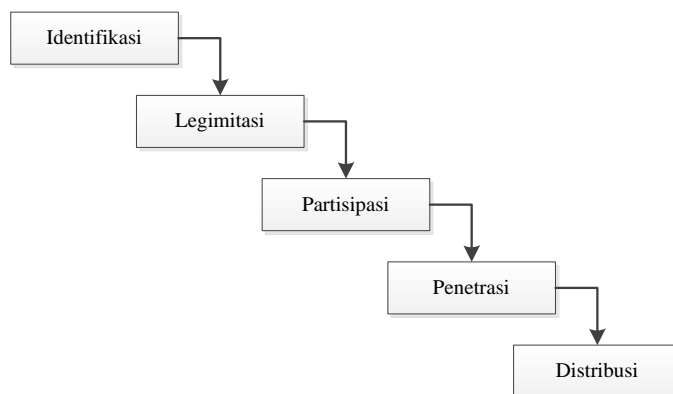 Identifikasi
Legimitasi
Partisipasi
Penetrasi
Distribusi